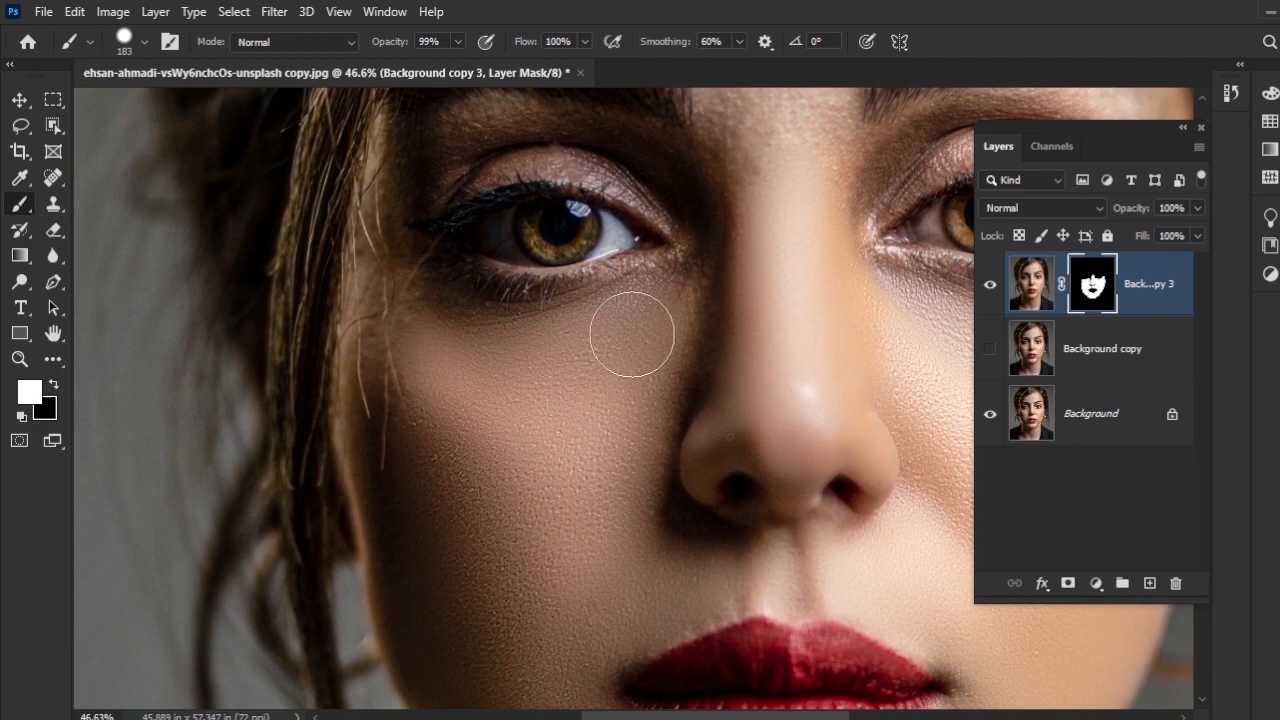 Ps File Edit Image Layer Type Select Filter 3D View Window Help
183 Mode: Normal Opacity: 99% Flow: 100% Smoothing: 60% 0°
ehsan-ahmadi-vsWy6nchcOs-unsplash copy.jpg @ 46.6% (Background copy 3, Layer Mask/8) *
Layers Channels
Kind
Normal Opacity: 100%
Lock: Fill: 100%
Back...py 3
Background copy
Background
fx
46.63% 45.889 in x 57.347 in (72 ppi)